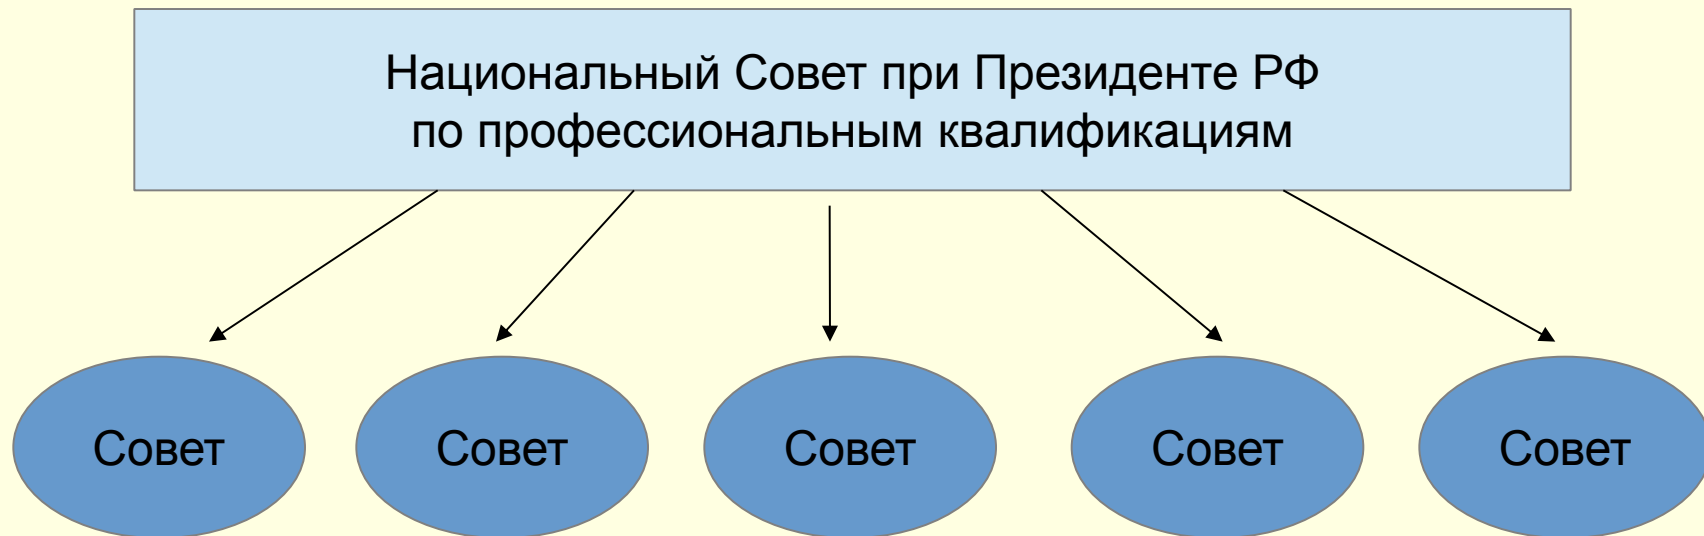 Национальный Совет при Президенте РФ
по профессиональным квалификациям
Совет
Совет
Совет
Совет
Совет